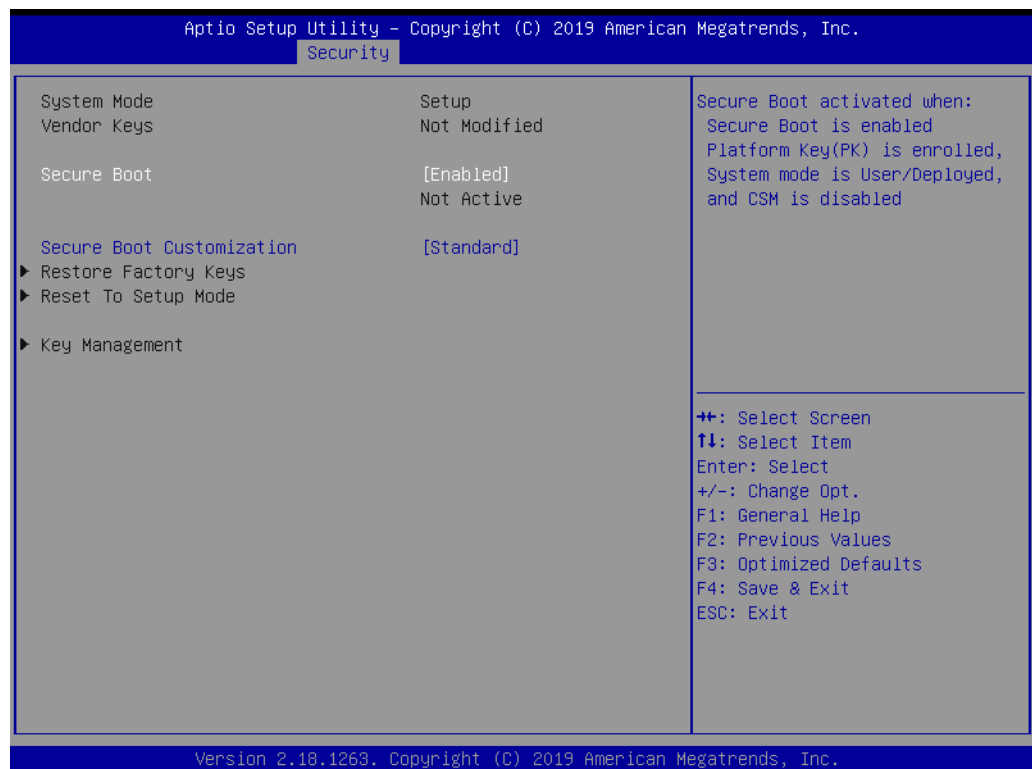 Aptio Setup Utility – Copyright (C) 2019 American Megatrends, Inc.
Security
System Mode Setup
Vendor Keys Not Modified
Secure Boot [Enabled]
Not Active
Secure Boot Customization [Standard]
▶ Restore Factory Keys
▶ Reset To Setup Mode
▶ Key Management
Secure Boot activated when:
Secure Boot is enabled
Platform Key(PK) is enrolled,
System mode is User/Deployed,
and CSM is disabled
→←: Select Screen
↑↓: Select Item
Enter: Select
+/-: Change Opt.
F1: General Help
F2: Previous Values
F3: Optimized Defaults
F4: Save & Exit
ESC: Exit
Version 2.18.1263. Copyright (C) 2019 American Megatrends, Inc.